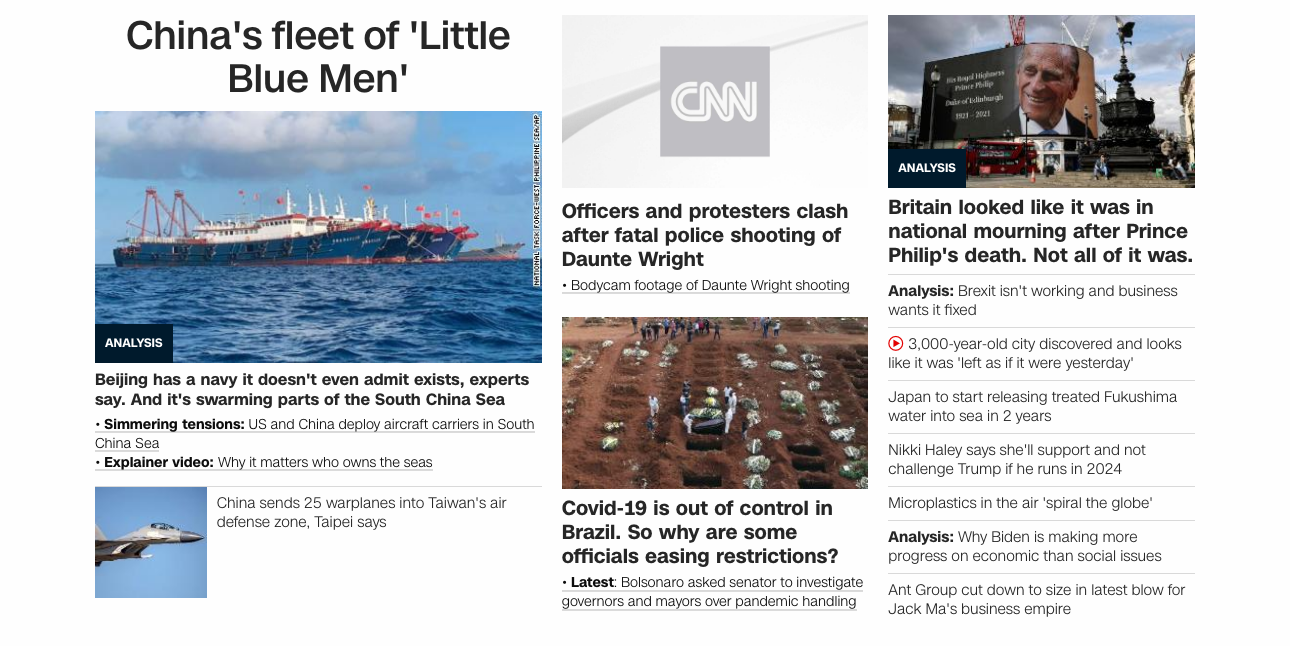 China's fleet of 'Little
Blue Men'
NATIONAL TASK FORCE-WEST PHILIPPINE SEA/AP
ANALYSIS
Beijing has a navy it doesn't even admit exists, experts
say. And it's swarming parts of the South China Sea
• Simmering tensions: US and China deploy aircraft carriers in South
China Sea
• Explainer video: Why it matters who owns the seas
China sends 25 warplanes into Taiwan's air
defense zone, Taipei says
CNN
Officers and protesters clash
after fatal police shooting of
Daunte Wright
• Bodycam footage of Daunte Wright shooting
Covid-19 is out of control in
Brazil. So why are some
officials easing restrictions?
• Latest: Bolsonaro asked senator to investigate
governors and mayors over pandemic handling
His Royal Highness
Prince Philip
Duke of Edinburgh
1921 - 2021
ANALYSIS
Britain looked like it was in
national mourning after Prince
Philip's death. Not all of it was.
Analysis: Brexit isn't working and business
wants it fixed
3,000-year-old city discovered and looks
like it was 'left as if it were yesterday'
Japan to start releasing treated Fukushima
water into sea in 2 years
Nikki Haley says she'll support and not
challenge Trump if he runs in 2024
Microplastics in the air 'spiral the globe'
Analysis: Why Biden is making more
progress on economic than social issues
Ant Group cut down to size in latest blow for
Jack Ma's business empire